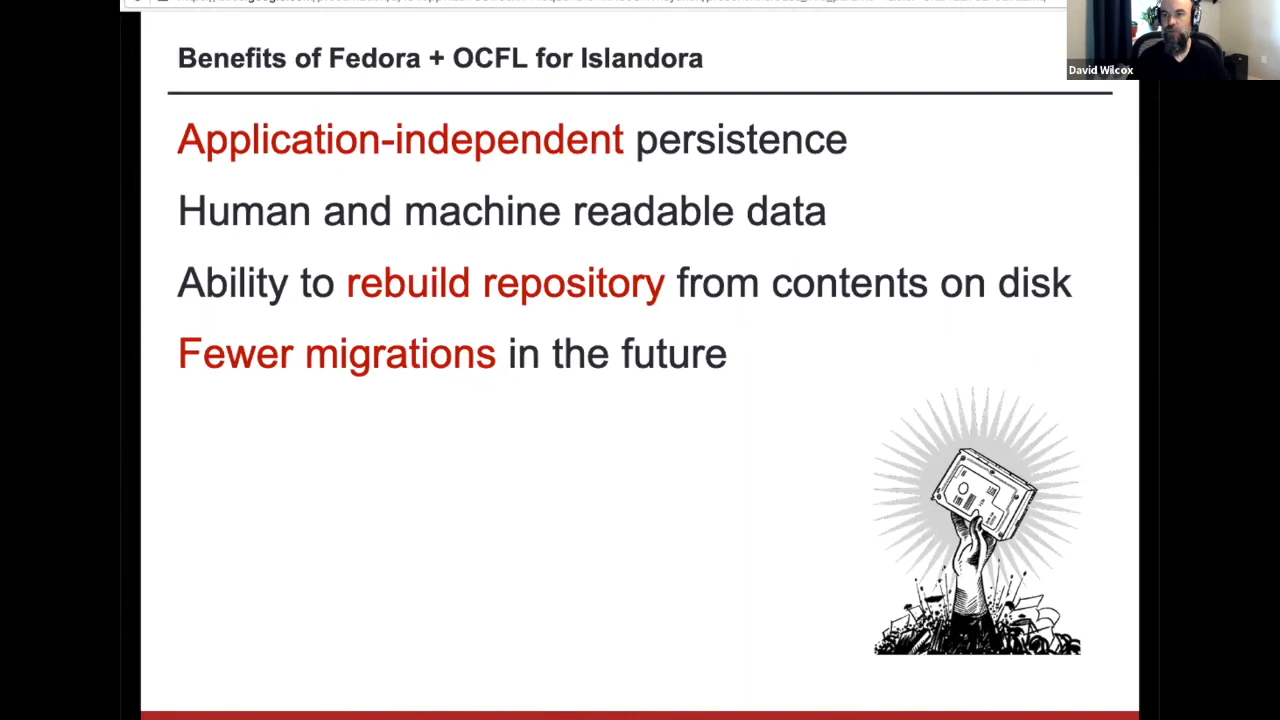 Benefits of Fedora + OCFL for Islandora
David Wilcox
Application-independent persistence
Human and machine readable data
Ability to rebuild repository from contents on disk
Fewer migrations in the future